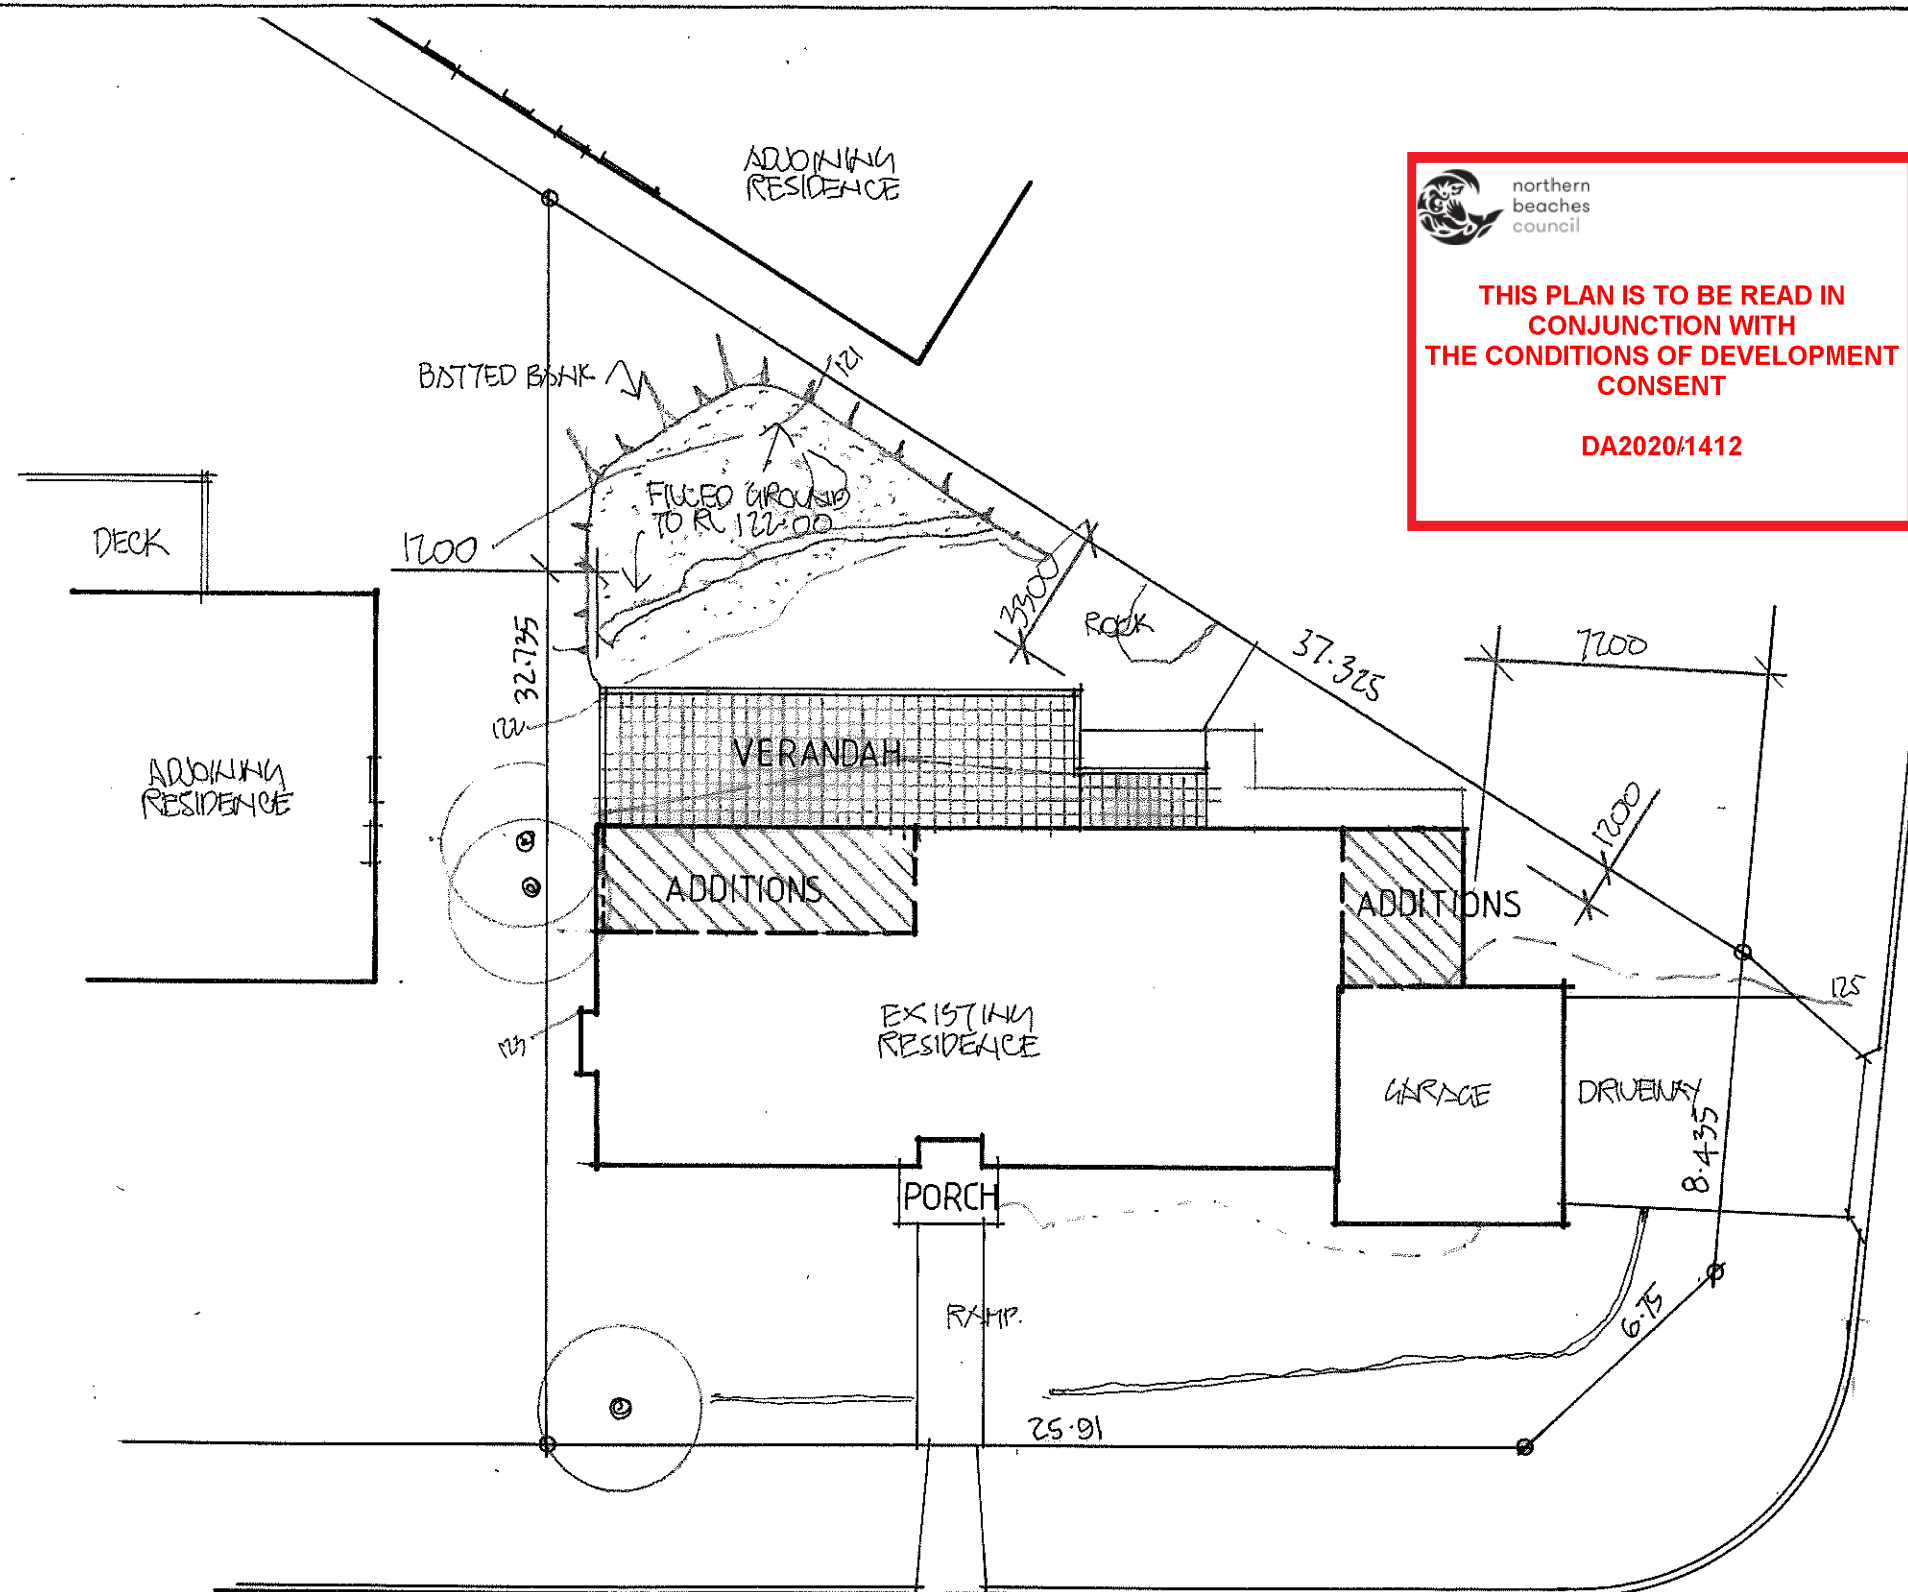 ADJOINING
RESIDENCE
northern
beaches
council
THIS PLAN IS TO BE READ IN
CONJUNCTION WITH
THE CONDITIONS OF DEVELOPMENT
CONSENT
DA2020/1412
BATTED BANK
121
FILLED GROUND
TO RL 122.00
DECK
1200
3300
ROCK
32.735
37.325
7200
122
VERANDAH
ADJOINING
RESIDENCE
1200
ADDITIONS
ADDITIONS
125
EXISTING
RESIDENCE
123
GARAGE
DRIVEWAY
8.435
PORCH
RAMP.
6.75
25.91